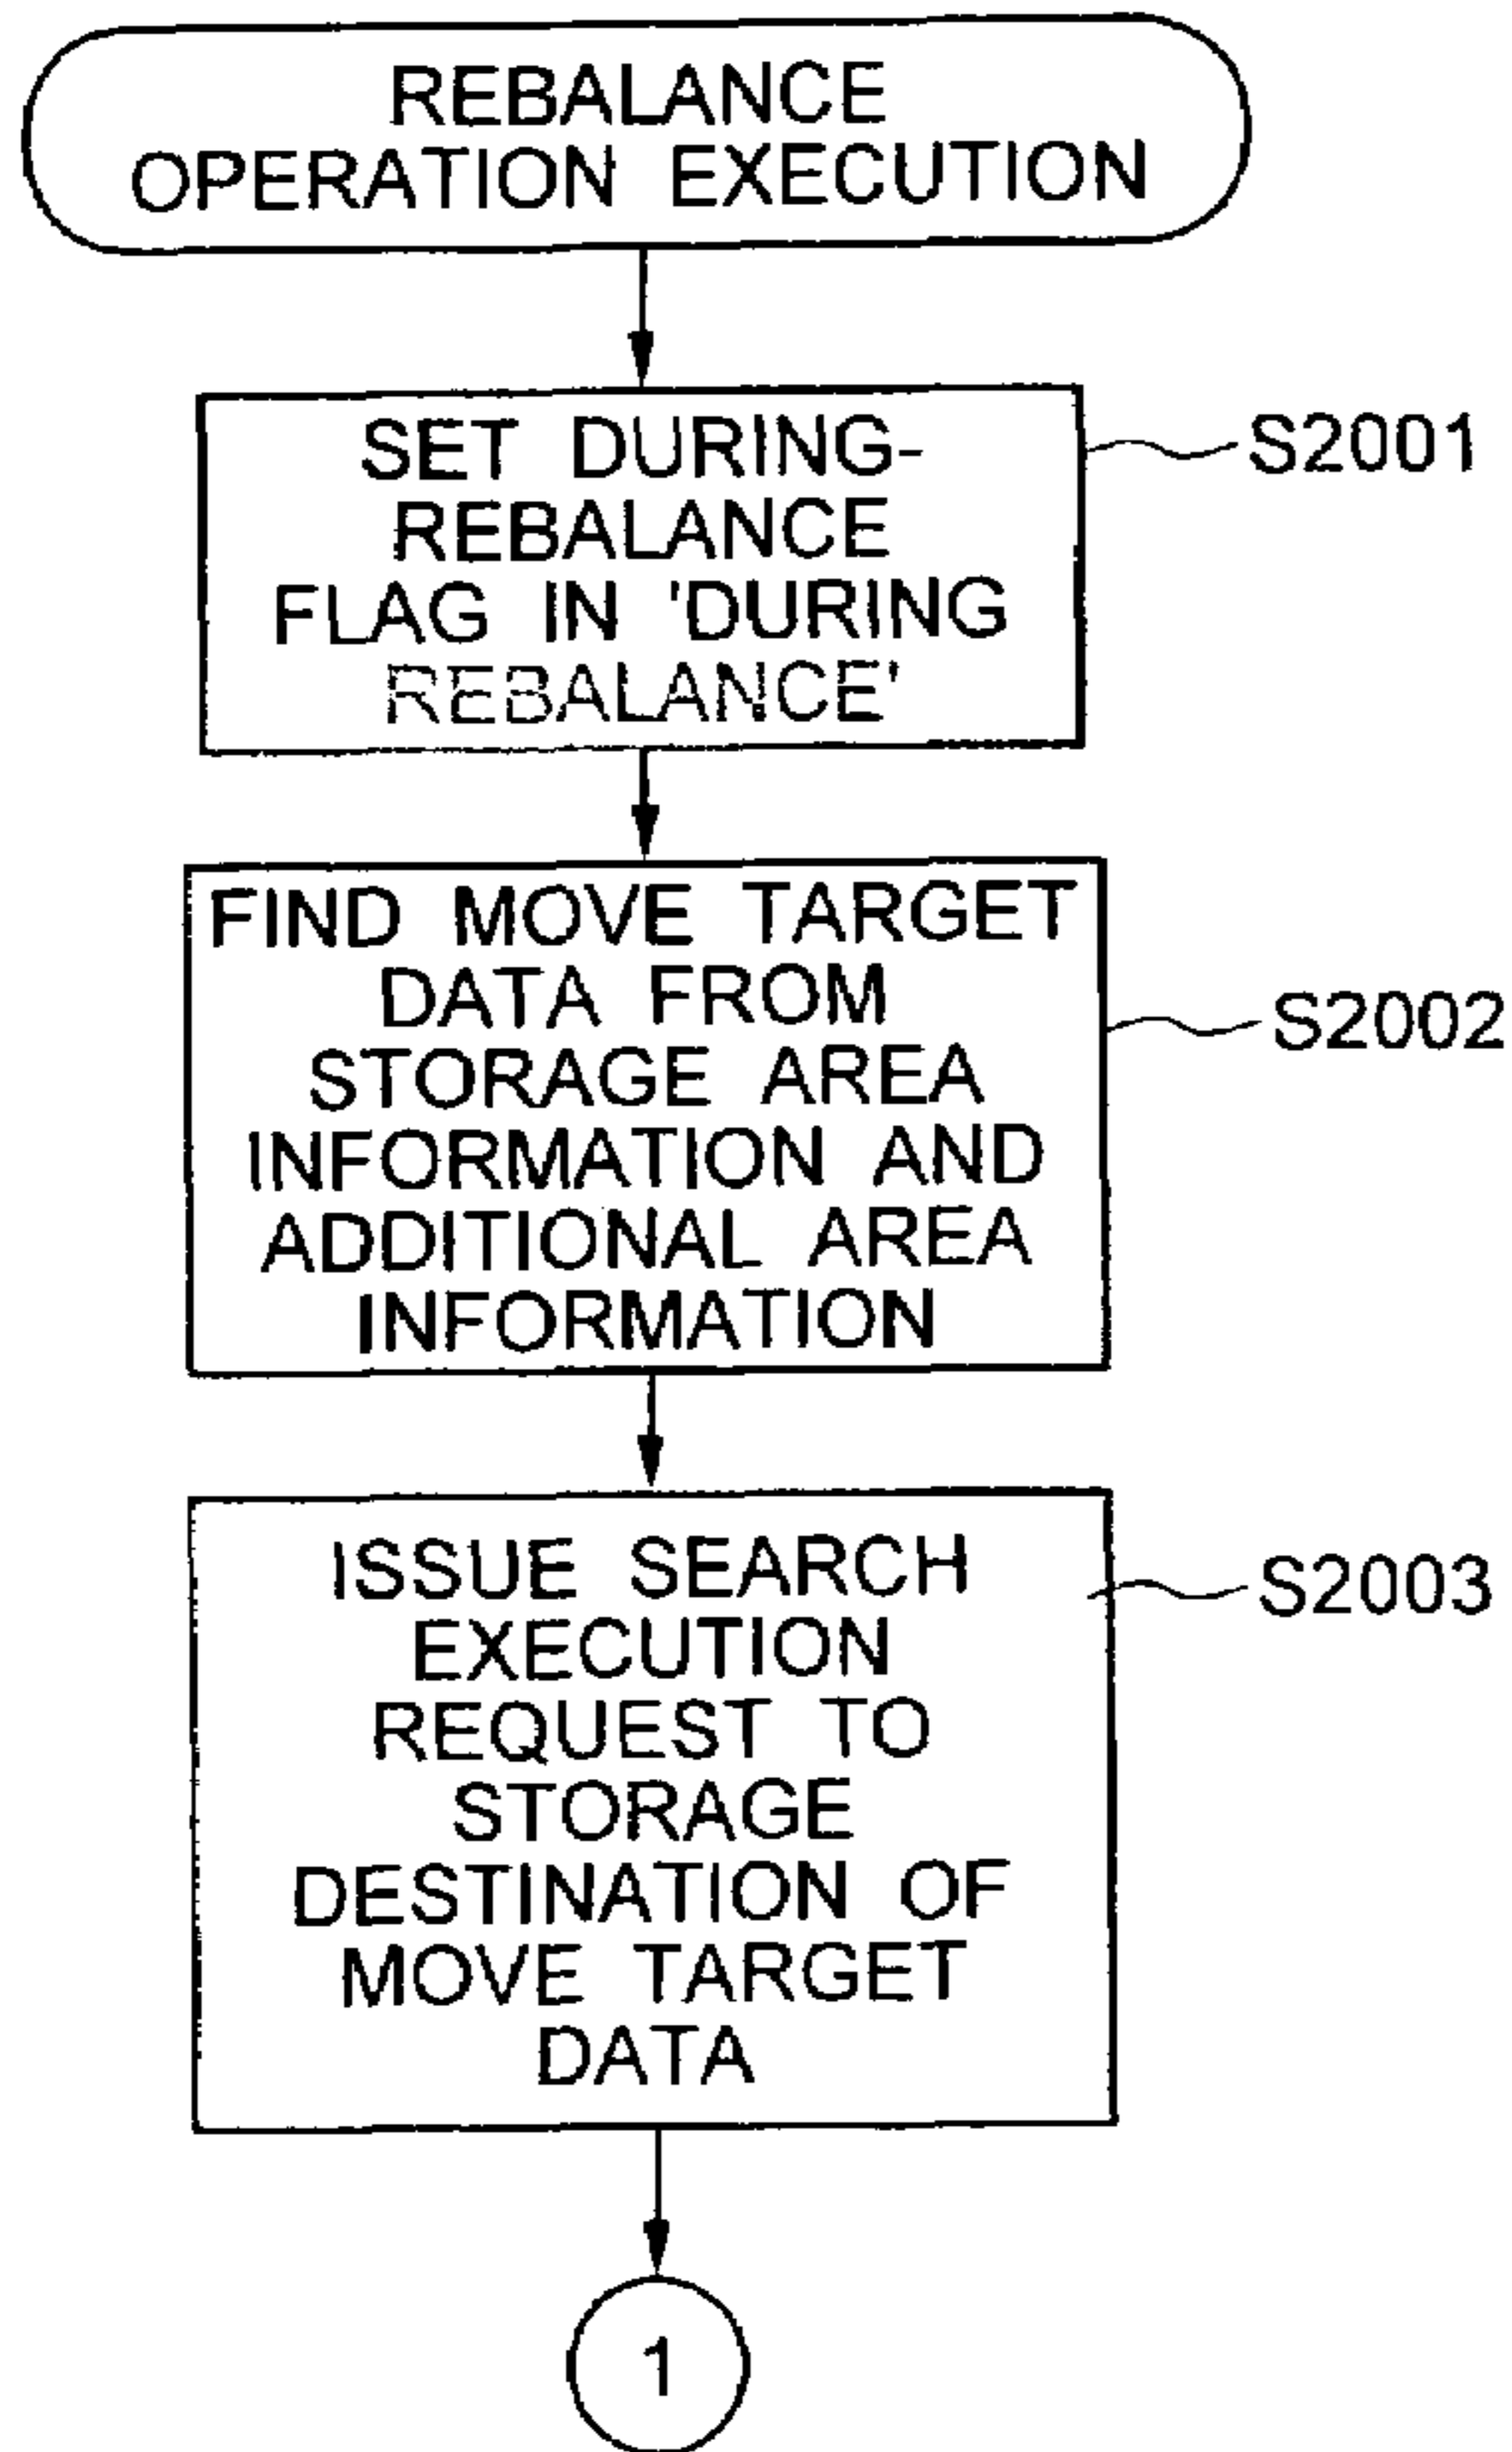 REBALANCE
OPERATION EXECUTION
SET DURING-
REBALANCE
FLAG IN 'DURING
REBALANCE'
S2001
FIND MOVE TARGET
DATA FROM
STORAGE AREA
INFORMATION AND
ADDITIONAL AREA
INFORMATION
S2002
ISSUE SEARCH
EXECUTION
REQUEST TO
STORAGE
DESTINATION OF
MOVE TARGET
DATA
S2003
1